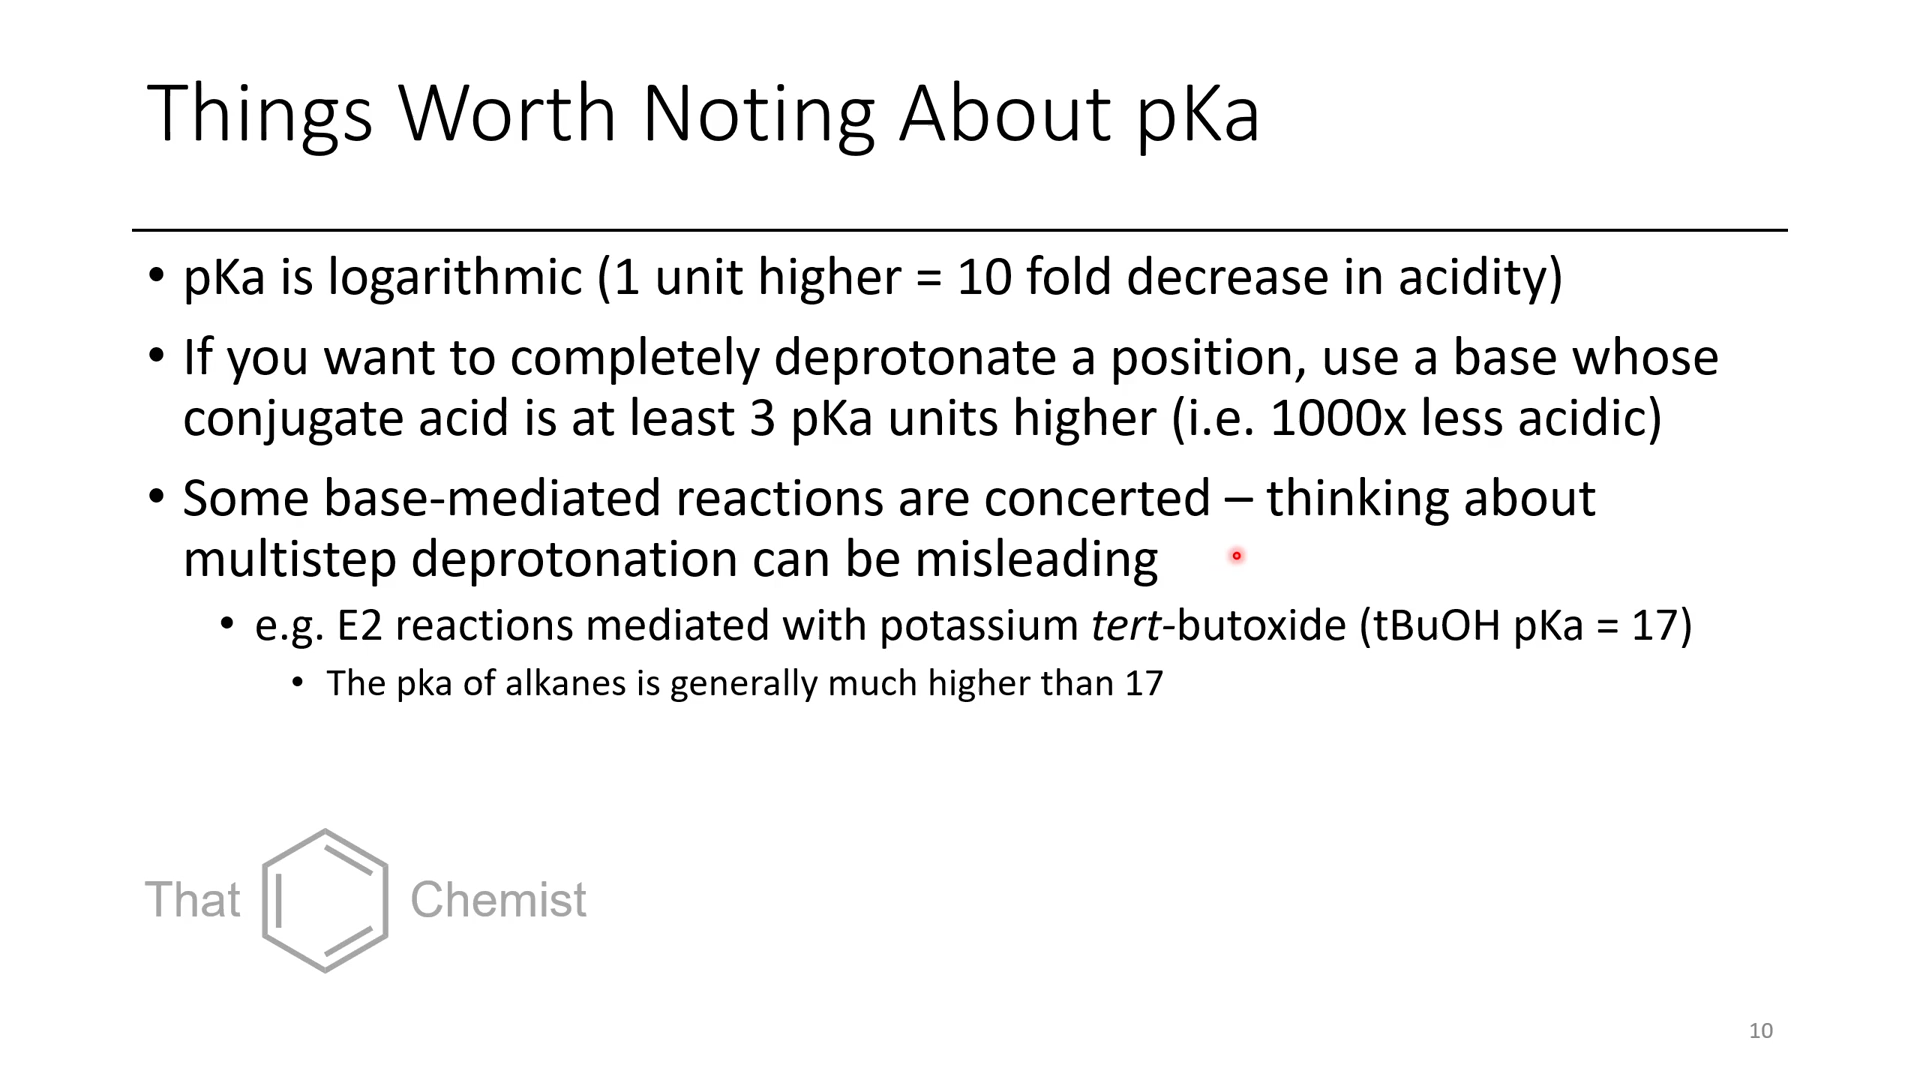 Things Worth Noting About pKa
• pKa is logarithmic (1 unit higher = 10 fold decrease in acidity)
• If you want to completely deprotonate a position, use a base whose
conjugate acid is at least 3 pKa units higher (i.e. 1000x less acidic)
• Some base-mediated reactions are concerted – thinking about
multistep deprotonation can be misleading
• e.g. E2 reactions mediated with potassium tert-butoxide (tBuOH pKa = 17)
• The pka of alkanes is generally much higher than 17
That Chemist
10